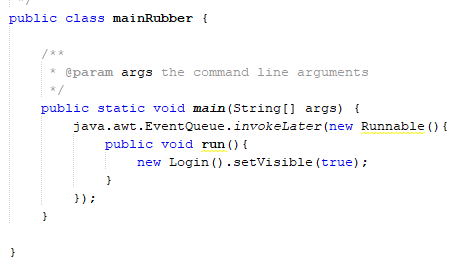 */
public class mainRubber {
/**
* @param args the command line arguments
*/
public static void main(String[] args) {
java.awt.EventQueue.invokeLater(new Runnable(){
public void run(){
new Login().setVisible(true);
}
});
}
}